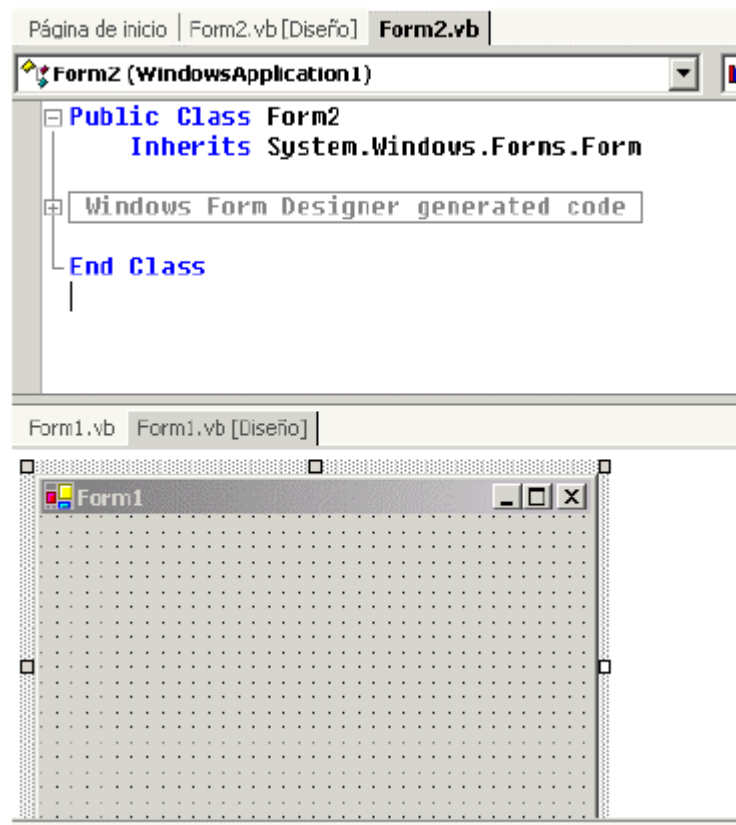 Página de inicio Form2.vb [Diseño] Form2.vb
Form2 (WindowsApplication1)
Public Class Form2
Inherits System.Windows.Forns.Form
Windows Form Designer generated code
End Class
Form1.vb Form1.vb [Diseño]
Form1